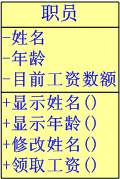 职员
-姓名
-年龄
-目前工资数额
+显示姓名()
+显示年龄()
+修改姓名()
+领取工资()